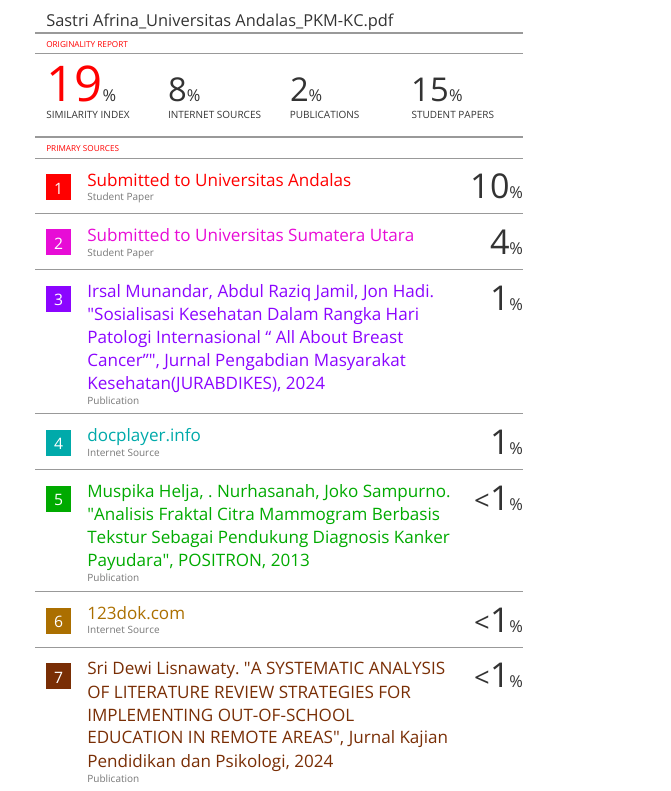 Sastri Afrina_Universitas Andalas_PKM-KC.pdf
ORIGINALITY REPORT
19% 8% 2% 15%
SIMILARITY INDEX INTERNET SOURCES PUBLICATIONS STUDENT PAPERS
PRIMARY SOURCES
1 Submitted to Universitas Andalas 10%
Student Paper
2 Submitted to Universitas Sumatera Utara 4%
Student Paper
3 Irsal Munandar, Abdul Raziq Jamil, Jon Hadi. 1%
"Sosialisasi Kesehatan Dalam Rangka Hari
Patologi Internasional “ All About Breast
Cancer”", Jurnal Pengabdian Masyarakat
Kesehatan(JURABDIKES), 2024
Publication
4 docplayer.info 1%
Internet Source
5 Muspika Helja, . Nurhasanah, Joko Sampurno. <1%
"Analisis Fraktal Citra Mammogram Berbasis
Tekstur Sebagai Pendukung Diagnosis Kanker
Payudara", POSITRON, 2013
Publication
6 123dok.com <1%
Internet Source
7 Sri Dewi Lisnawaty. "A SYSTEMATIC ANALYSIS <1%
OF LITERATURE REVIEW STRATEGIES FOR
IMPLEMENTING OUT-OF-SCHOOL
EDUCATION IN REMOTE AREAS", Jurnal Kajian
Pendidikan dan Psikologi, 2024
Publication